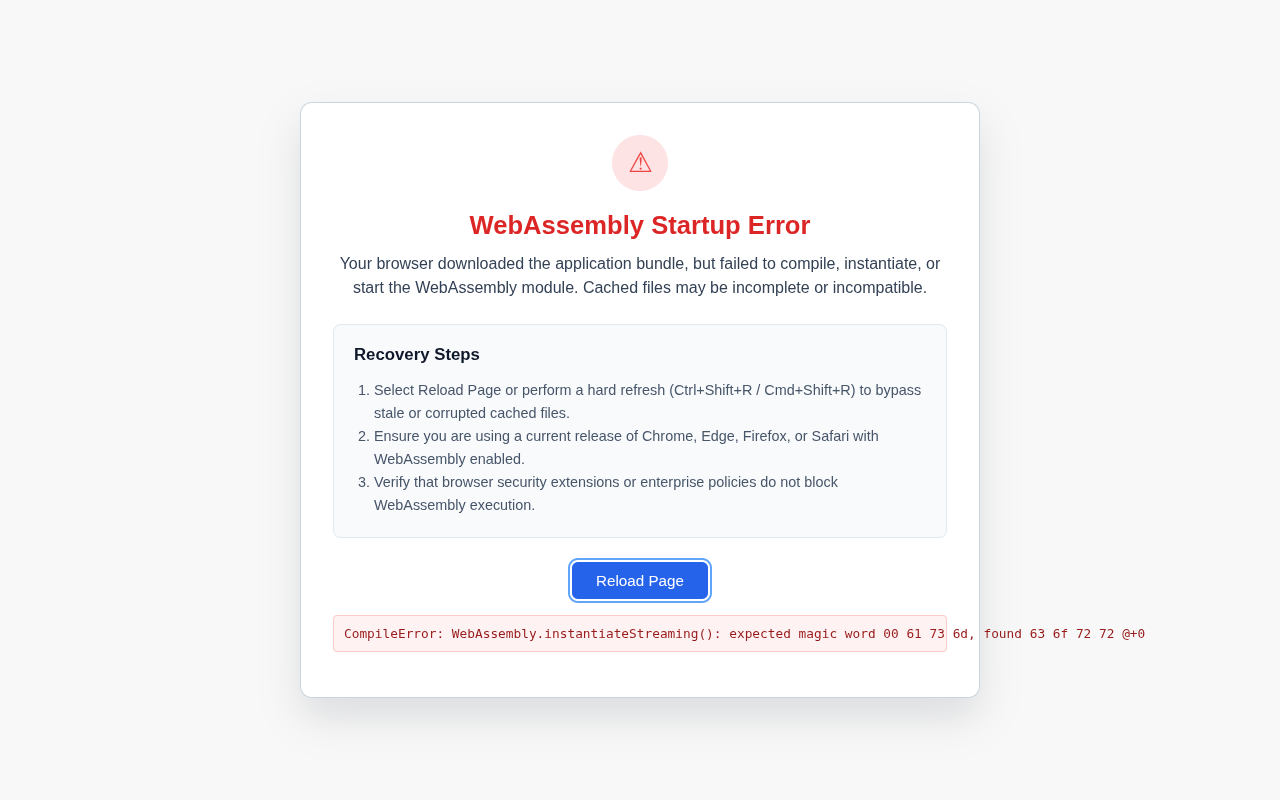 ⚠
WebAssembly Startup Error
Your browser downloaded the application bundle, but failed to compile, instantiate, or
start the WebAssembly module. Cached files may be incomplete or incompatible.
Recovery Steps
1. Select Reload Page or perform a hard refresh (Ctrl+Shift+R / Cmd+Shift+R) to bypass
stale or corrupted cached files.
2. Ensure you are using a current release of Chrome, Edge, Firefox, or Safari with
WebAssembly enabled.
3. Verify that browser security extensions or enterprise policies do not block
WebAssembly execution.
Reload Page
CompileError: WebAssembly.instantiateStreaming(): expected magic word 00 61 73 6d, found 63 6f 72 72 @+0